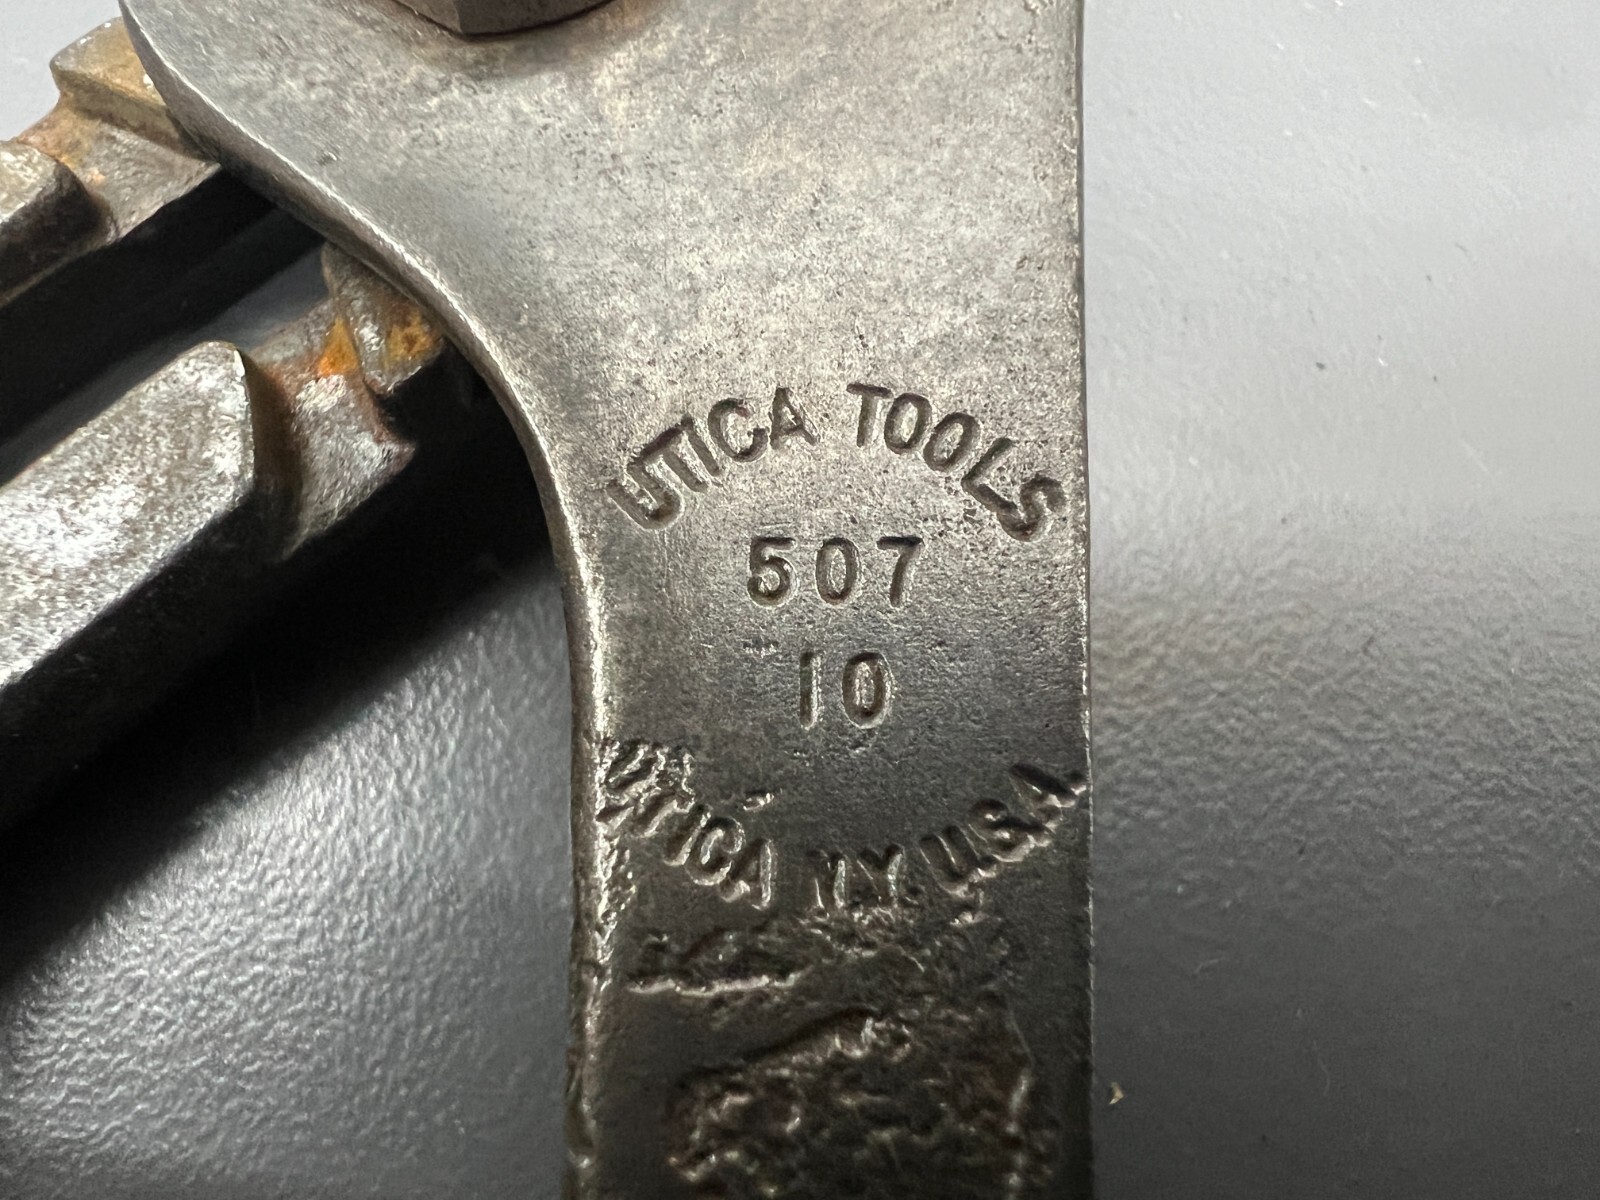 UTICA TOOLS
507
10
UTICA N.Y. U.S.A.